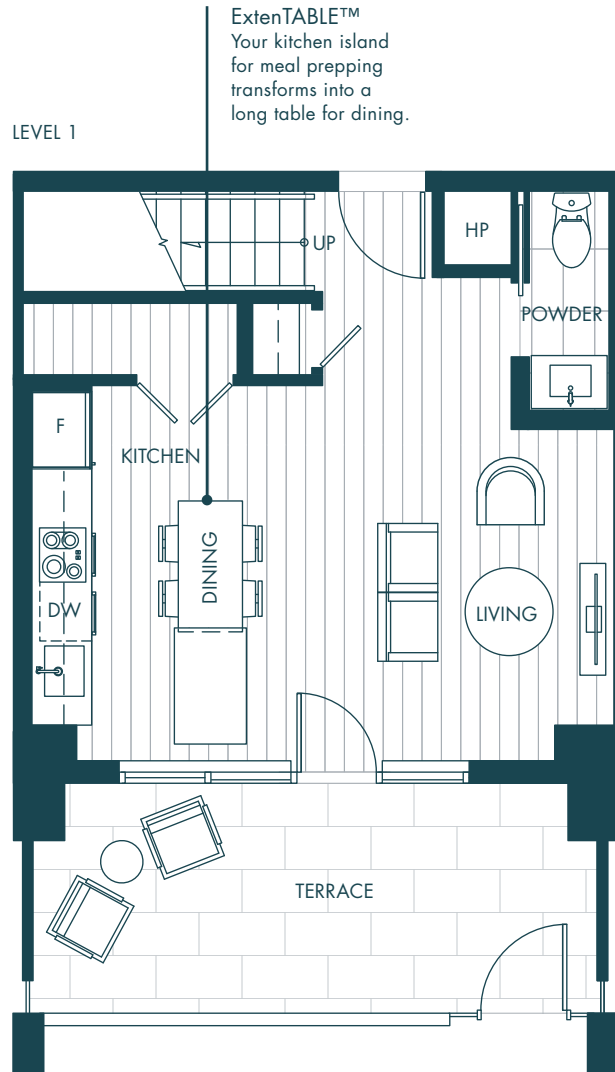 ExtenTABLE™
Your kitchen island
for meal prepping
transforms into a
long table for dining.
LEVEL 1
UP
HP
POWDER
F
KITCHEN
DINING
DW
LIVING
TERRACE